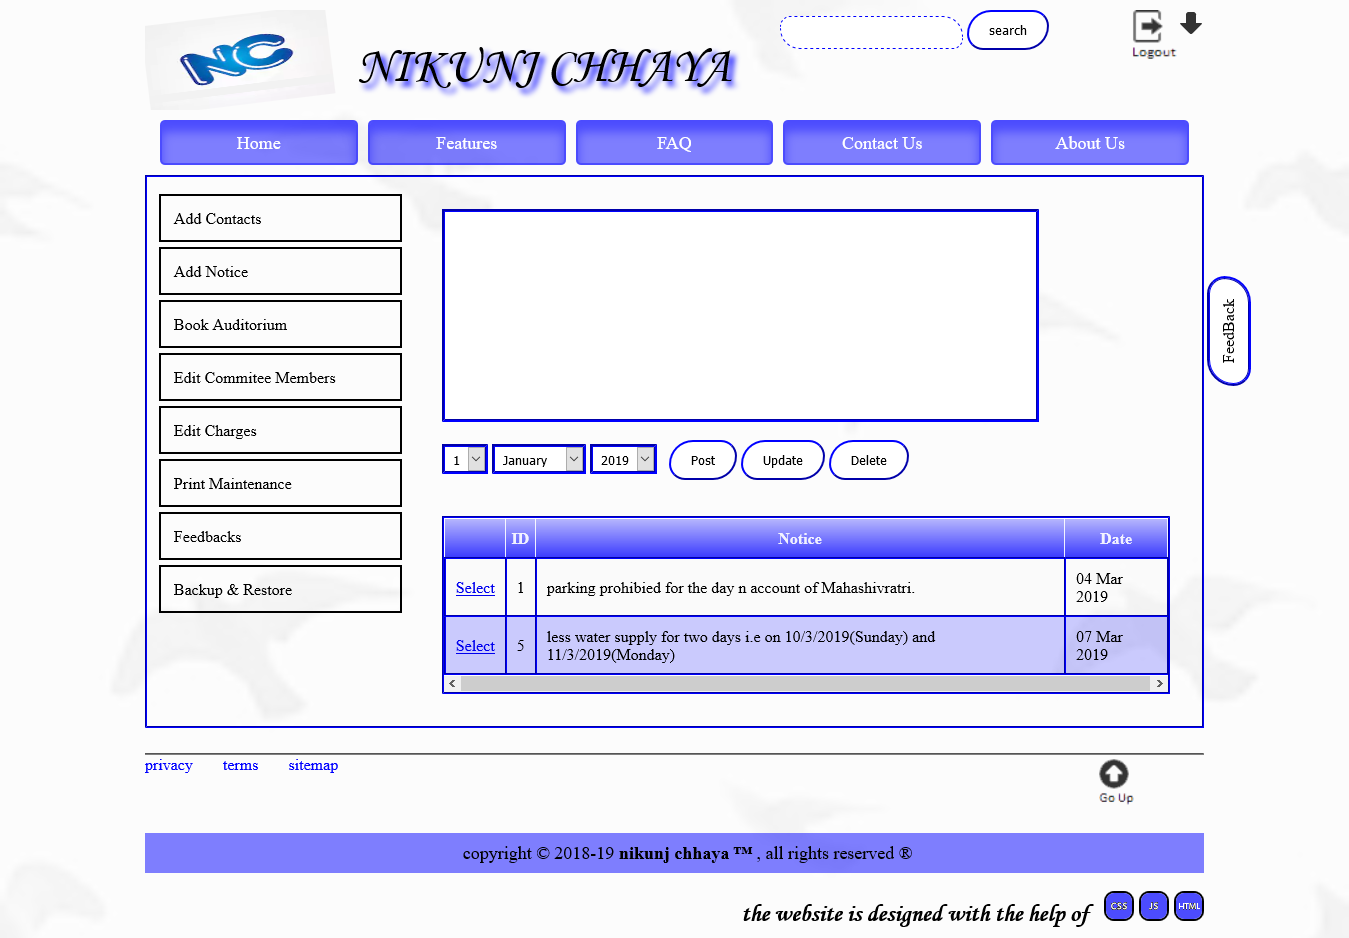 NC
NIKUNJ CHHAYA
search
Logout
Home
Features
FAQ
Contact Us
About Us
Add Contacts
Add Notice
Book Auditorium
Edit Commitee Members
Edit Charges
Print Maintenance
Feedbacks
Backup & Restore
FeedBack
1
January
2019
Post
Update
Delete
ID
Notice
Date
Select
1
parking prohibied for the day n account of Mahashivratri.
04 Mar
2019
Select
5
less water supply for two days i.e on 10/3/2019(Sunday) and
11/3/2019(Monday)
07 Mar
2019
privacy
terms
sitemap
Go Up
copyright © 2018-19 nikunj chhaya ™ , all rights reserved ®
the website is designed with the help of
CSS
JS
HTML